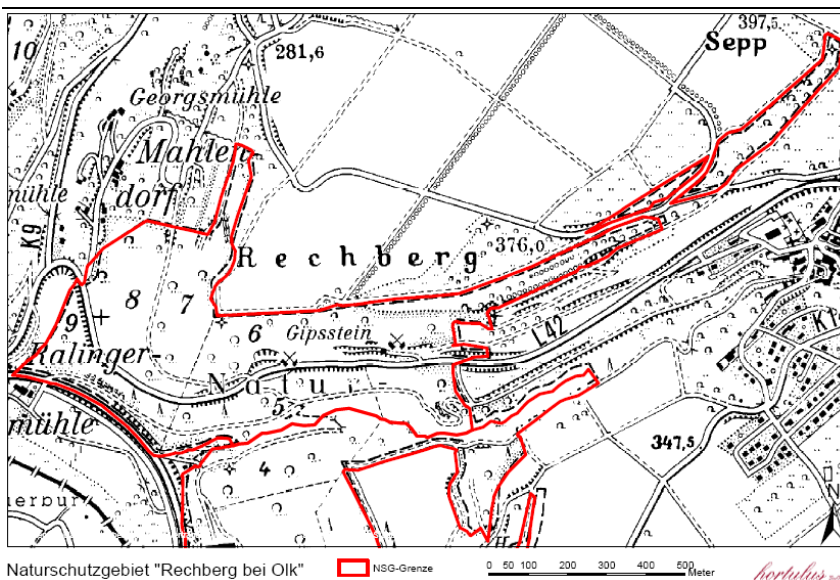 10
281,6
397,5
Sepp
Georgsmühle
Mahlen
dorf
mühle
K9
Rechberg
376,0
8
7
9
6
Gipsstein
L42
Ralinger-
Natur-
5
mühle
4
347,5
N
Naturschutzgebiet "Rechberg bei Olk"
NSG-Grenze
0 50 100 200 300 400 500 Meter
hortulus